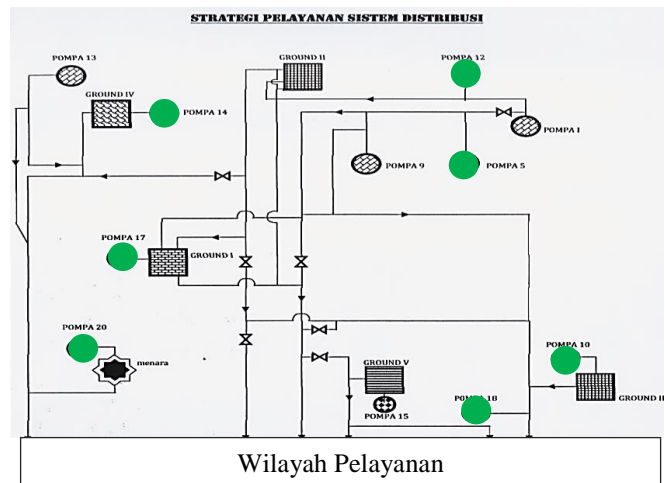 STRATEGI PELAYANAN SISTEM DISTRIBUSI
POMPA 13
GROUND II
POMPA 12
GROUND IV
POMPA 14
POMPA I
POMPA 9
POMPA 5
POMPA 17
GROUND I
POMPA 20
menara
POMPA 10
GROUND V
POMPA 18
GROUND II
POMPA 15
Wilayah Pelayanan